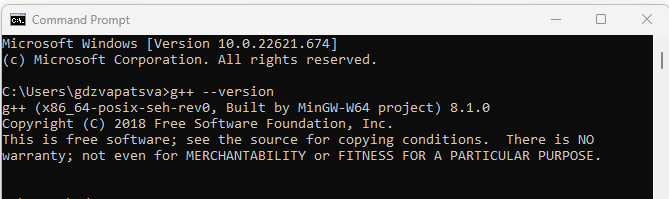 Command Prompt
Microsoft Windows [Version 10.0.22621.674]
(c) Microsoft Corporation. All rights reserved.
C:\Users\gdzvapatsva>g++ --version
g++ (x86_64-posix-seh-rev0, Built by MinGW-W64 project) 8.1.0
Copyright (C) 2018 Free Software Foundation, Inc.
This is free software; see the source for copying conditions.  There is NO
warranty; not even for MERCHANTABILITY or FITNESS FOR A PARTICULAR PURPOSE.